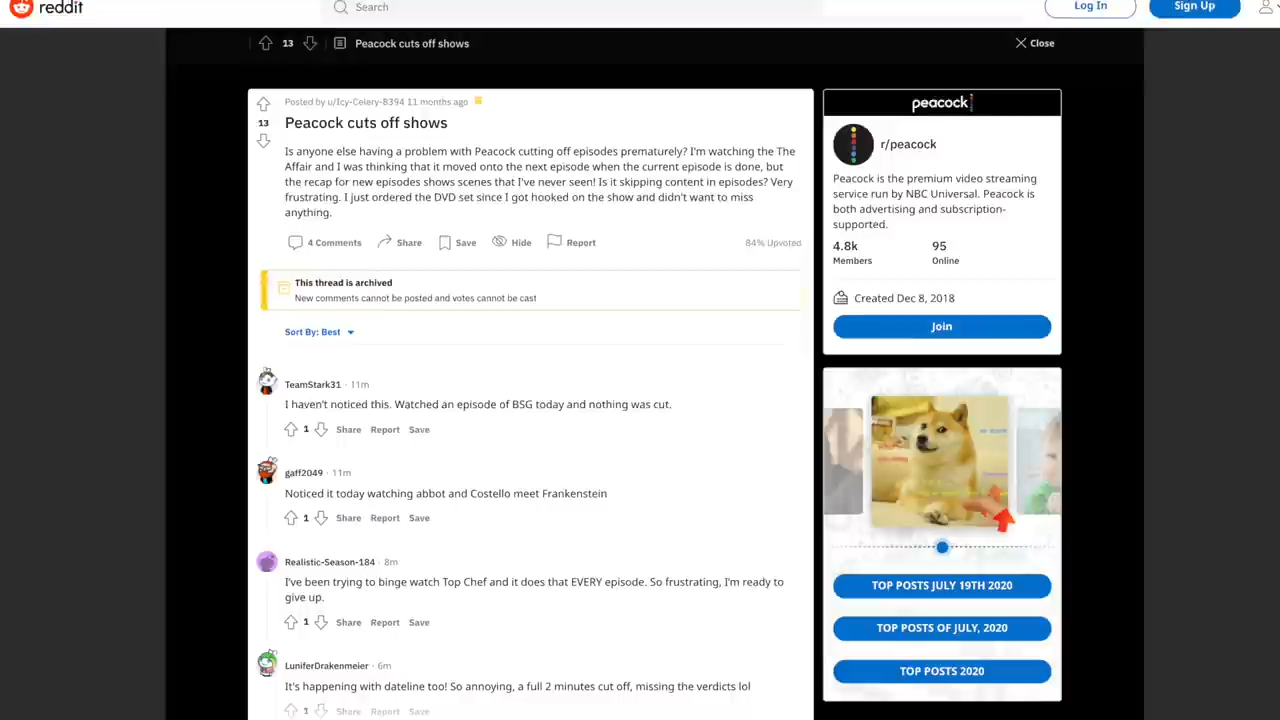 reddit
Search
Log In
Sign Up
13
Peacock cuts off shows
Close
Posted by u/Icy-Celery-8394 11 months ago
13
Peacock cuts off shows
Is anyone else having a problem with Peacock cutting off episodes prematurely? I'm watching the The
Affair and I was thinking that it moved onto the next episode when the current episode is done, but
the recap for new episodes shows scenes that I've never seen! Is it skipping content in episodes? Very
frustrating. I just ordered the DVD set since I got hooked on the show and didn't want to miss
anything.
4 Comments Share Save Hide Report 84% Upvoted
This thread is archived
New comments cannot be posted and votes cannot be cast
Sort By: Best
TeamStark31 · 11m
I haven't noticed this. Watched an episode of BSG today and nothing was cut.
1 Share Report Save
gaff2049 · 11m
Noticed it today watching abbot and Costello meet Frankenstein
1 Share Report Save
Realistic-Season-184 · 8m
I've been trying to binge watch Top Chef and it does that EVERY episode. So frustrating, I'm ready to
give up.
1 Share Report Save
LuniferDrakenmeier · 6m
It's happening with dateline too! So annoying, a full 2 minutes cut off, missing the verdicts lol
1 Share Report Save
peacock
r/peacock
Peacock is the premium video streaming
service run by NBC Universal. Peacock is
both advertising and subscription-
supported.
4.8k 95
Members Online
Created Dec 8, 2018
Join
TOP POSTS JULY 19TH 2020
TOP POSTS OF JULY, 2020
TOP POSTS 2020